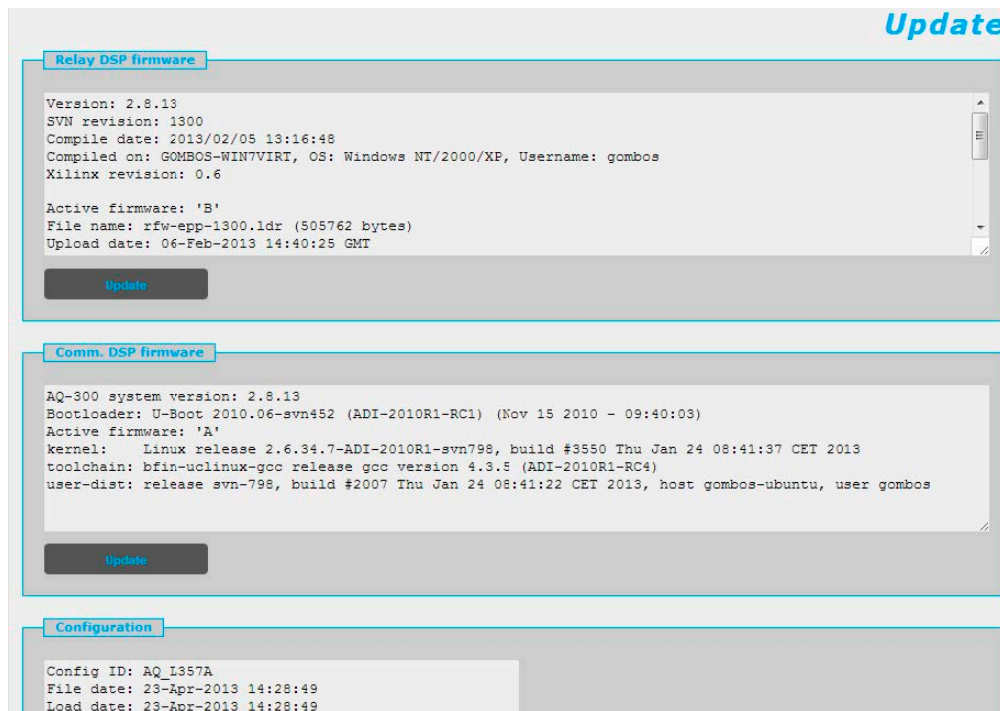 Update
Relay DSP firmware
Version: 2.8.13
SVN revision: 1300
Compile date: 2013/02/05 13:16:48
Compiled on: GOMBOS-WIN7VIRT, OS: Windows NT/2000/XP, Username: gombos
Xilinx revision: 0.6
Active firmware: 'B'
File name: rfw-epp-1300.ldr (505762 bytes)
Upload date: 06-Feb-2013 14:40:25 GMT
Update
Comm. DSP firmware
AQ-300 system version: 2.8.13
Bootloader: U-Boot 2010.06-svn452 (ADI-2010R1-RC1) (Nov 15 2010 - 09:40:03)
Active firmware: 'A'
kernel:    Linux release 2.6.34.7-ADI-2010R1-svn798, build #3550 Thu Jan 24 08:41:37 CET 2013
toolchain: bfin-uclinux-gcc release gcc version 4.3.5 (ADI-2010R1-RC4)
user-dist: release svn-798, build #2007 Thu Jan 24 08:41:22 CET 2013, host gombos-ubuntu, user gombos
Update
Configuration
Config ID: AQ_L357A
File date: 23-Apr-2013 14:28:49
Load date: 23-Apr-2013 14:28:49